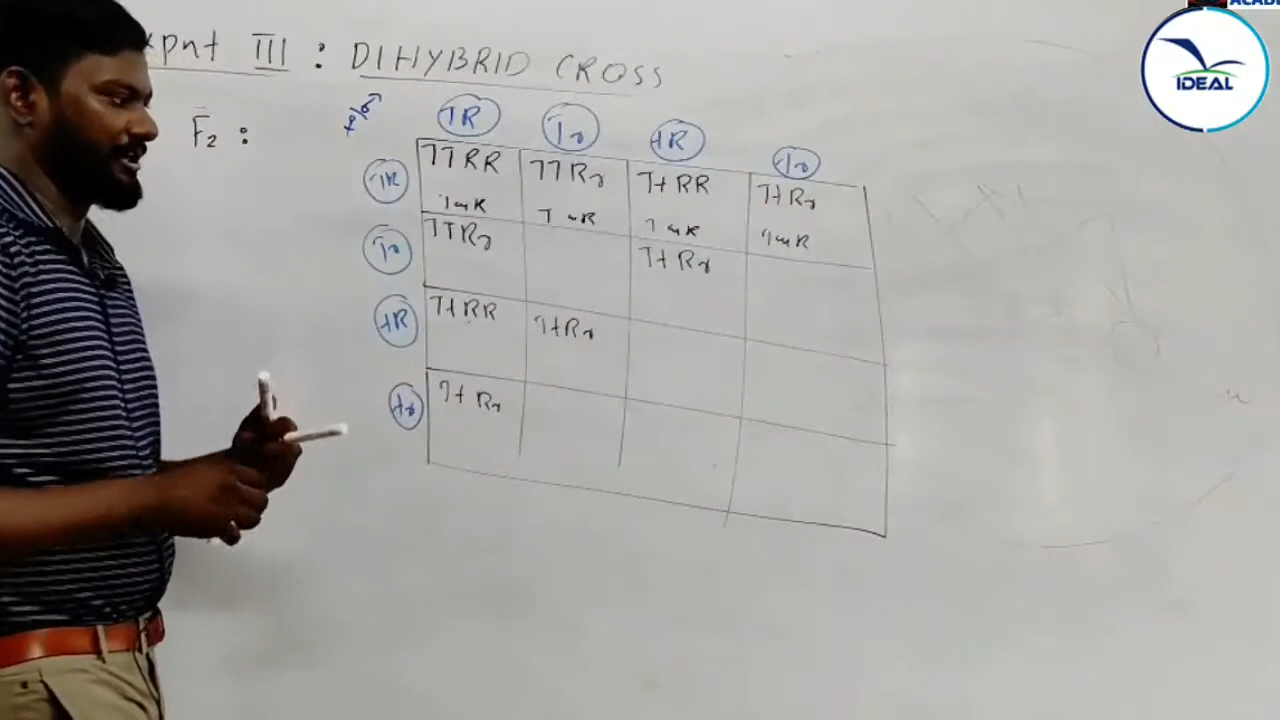 xpnt III : DIHYBRID CROSS
F2 :
TR Tr tR tr
TR TTRR TTRr TtRR TtRr
T w R T w R T w R T w R
Tr TTRr TtRr
tR TtRR TtRr
tr TtRr
ACADE
IDEAL